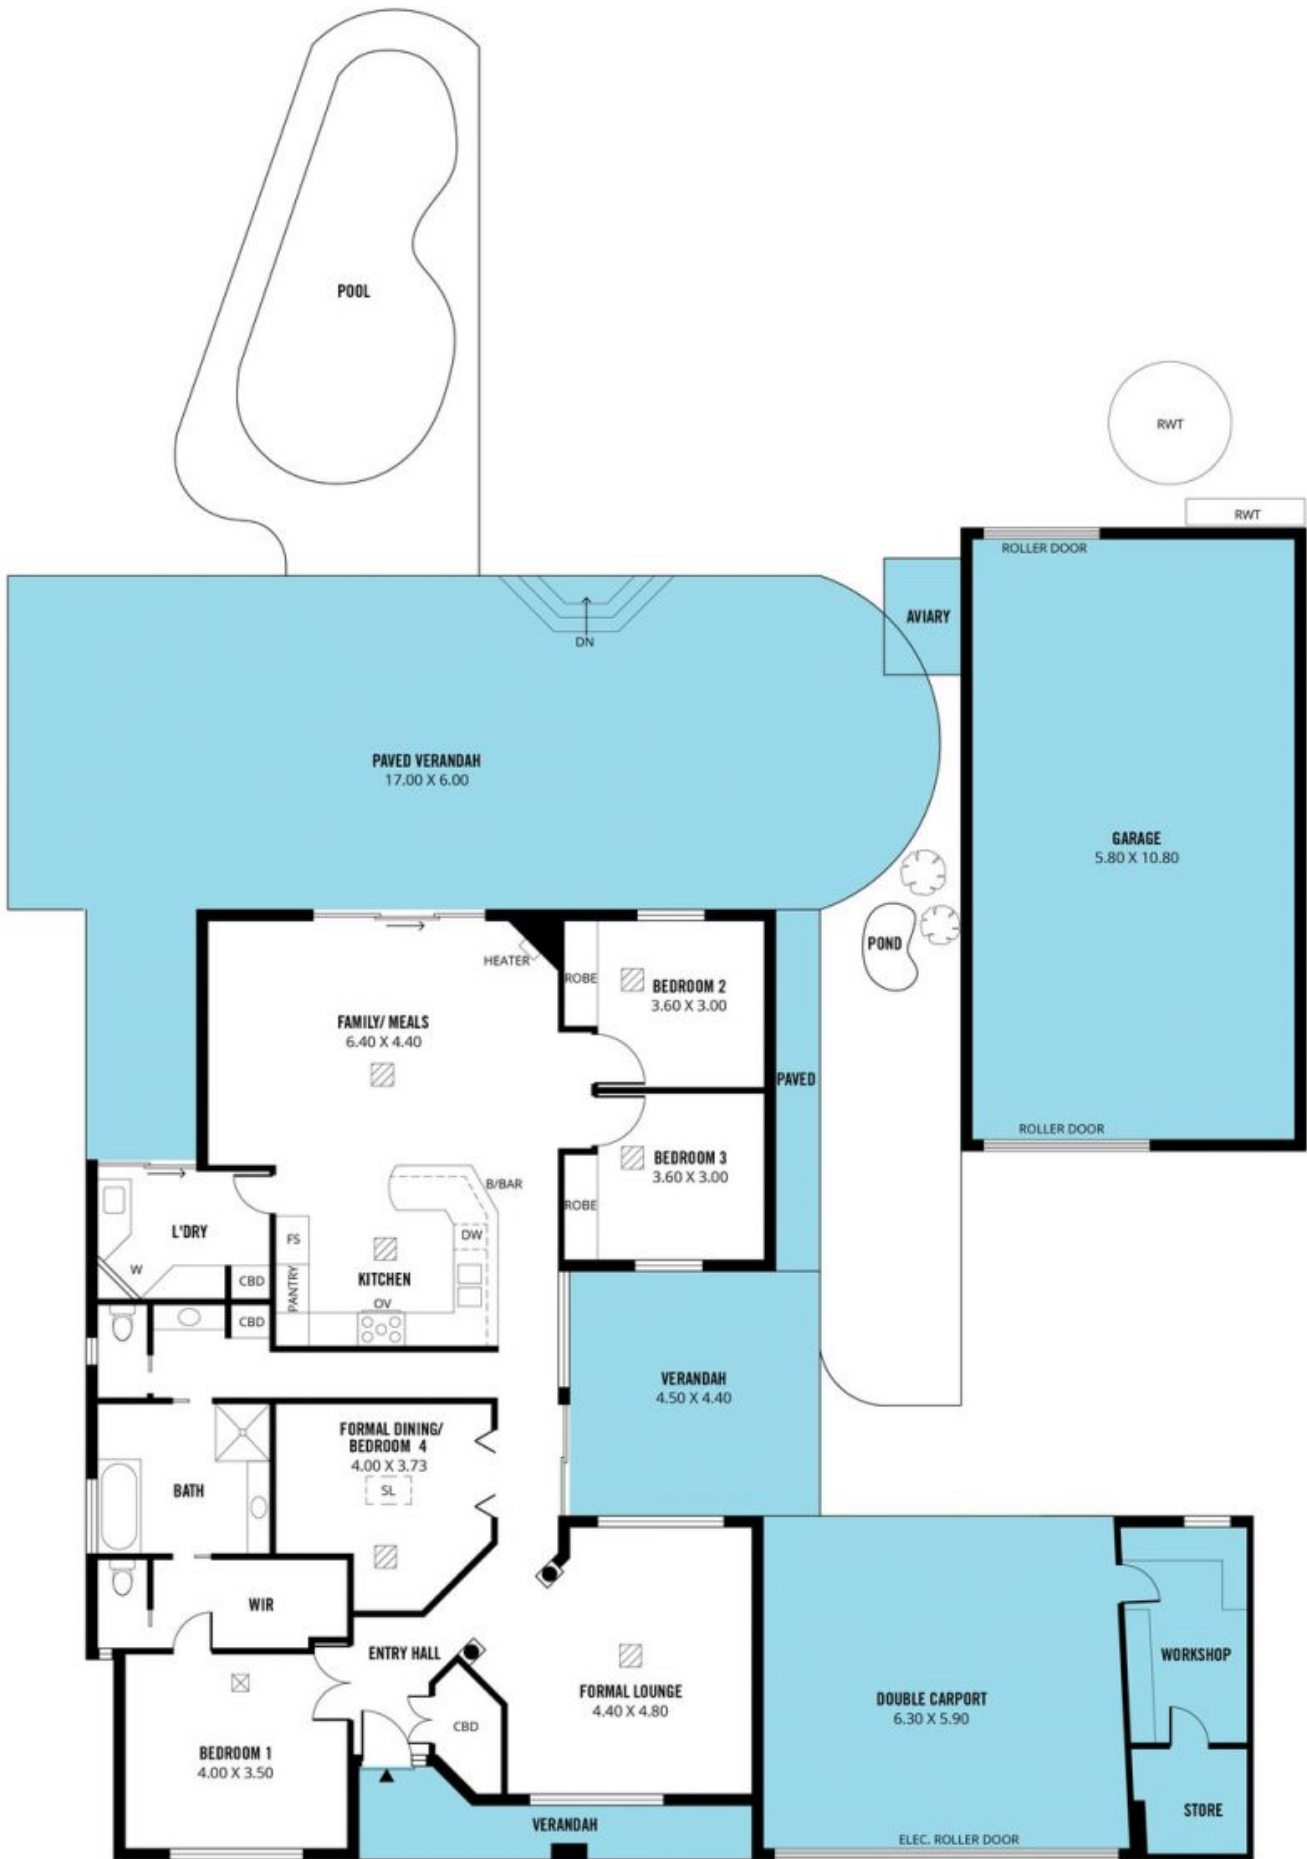 POOL
RWT
RWT
ROLLER DOOR
AVIARY
DN
PAVED VERANDAH
17.00 X 6.00
GARAGE
5.80 X 10.80
POND
HEATER
ROBE
BEDROOM 2
3.60 X 3.00
FAMILY/ MEALS
6.40 X 4.40
PAVED
ROLLER DOOR
BEDROOM 3
3.60 X 3.00
B/BAR
ROBE
L'DRY
FS
DW
W
CBD
PANTRY
KITCHEN
OV
CBD
VERANDAH
4.50 X 4.40
FORMAL DINING/
BEDROOM 4
4.00 X 3.73
SL
BATH
WIR
ENTRY HALL
WORKSHOP
FORMAL LOUNGE
4.40 X 4.80
DOUBLE CARPORT
6.30 X 5.90
CBD
BEDROOM 1
4.00 X 3.50
STORE
VERANDAH
ELEC. ROLLER DOOR